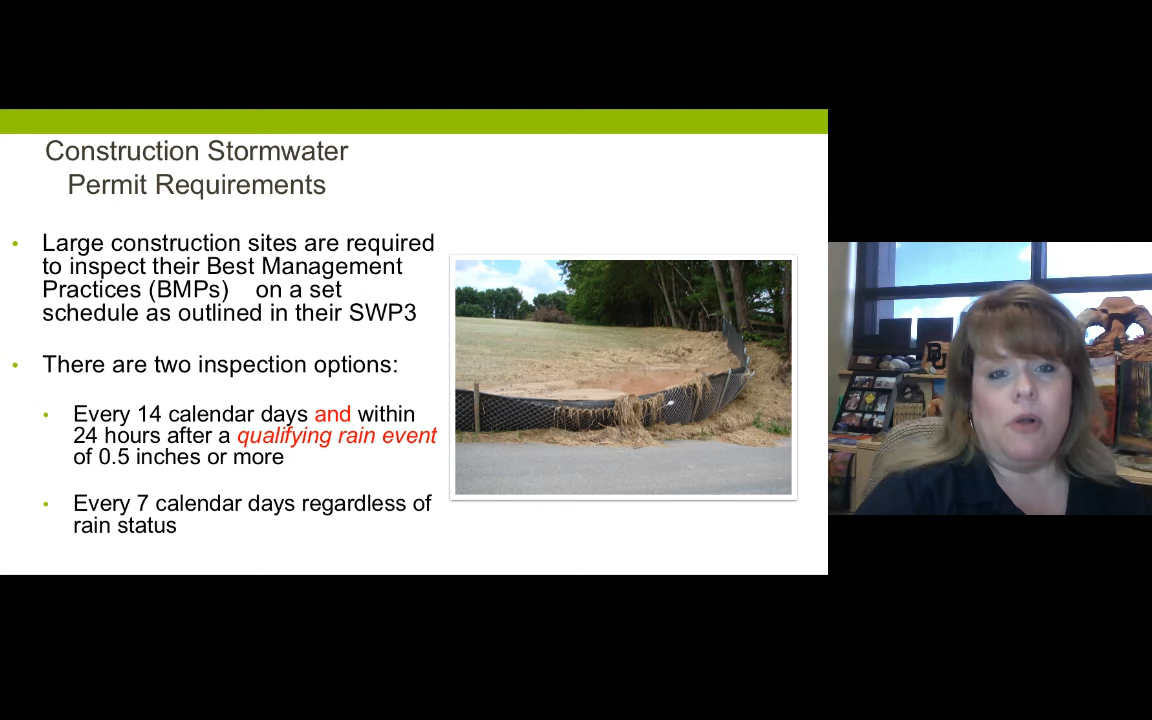 Construction Stormwater
Permit Requirements
• Large construction sites are required
to inspect their Best Management
Practices (BMPs) on a set
schedule as outlined in their SWP3
• There are two inspection options:
• Every 14 calendar days and within
24 hours after a qualifying rain event
of 0.5 inches or more
• Every 7 calendar days regardless of
rain status